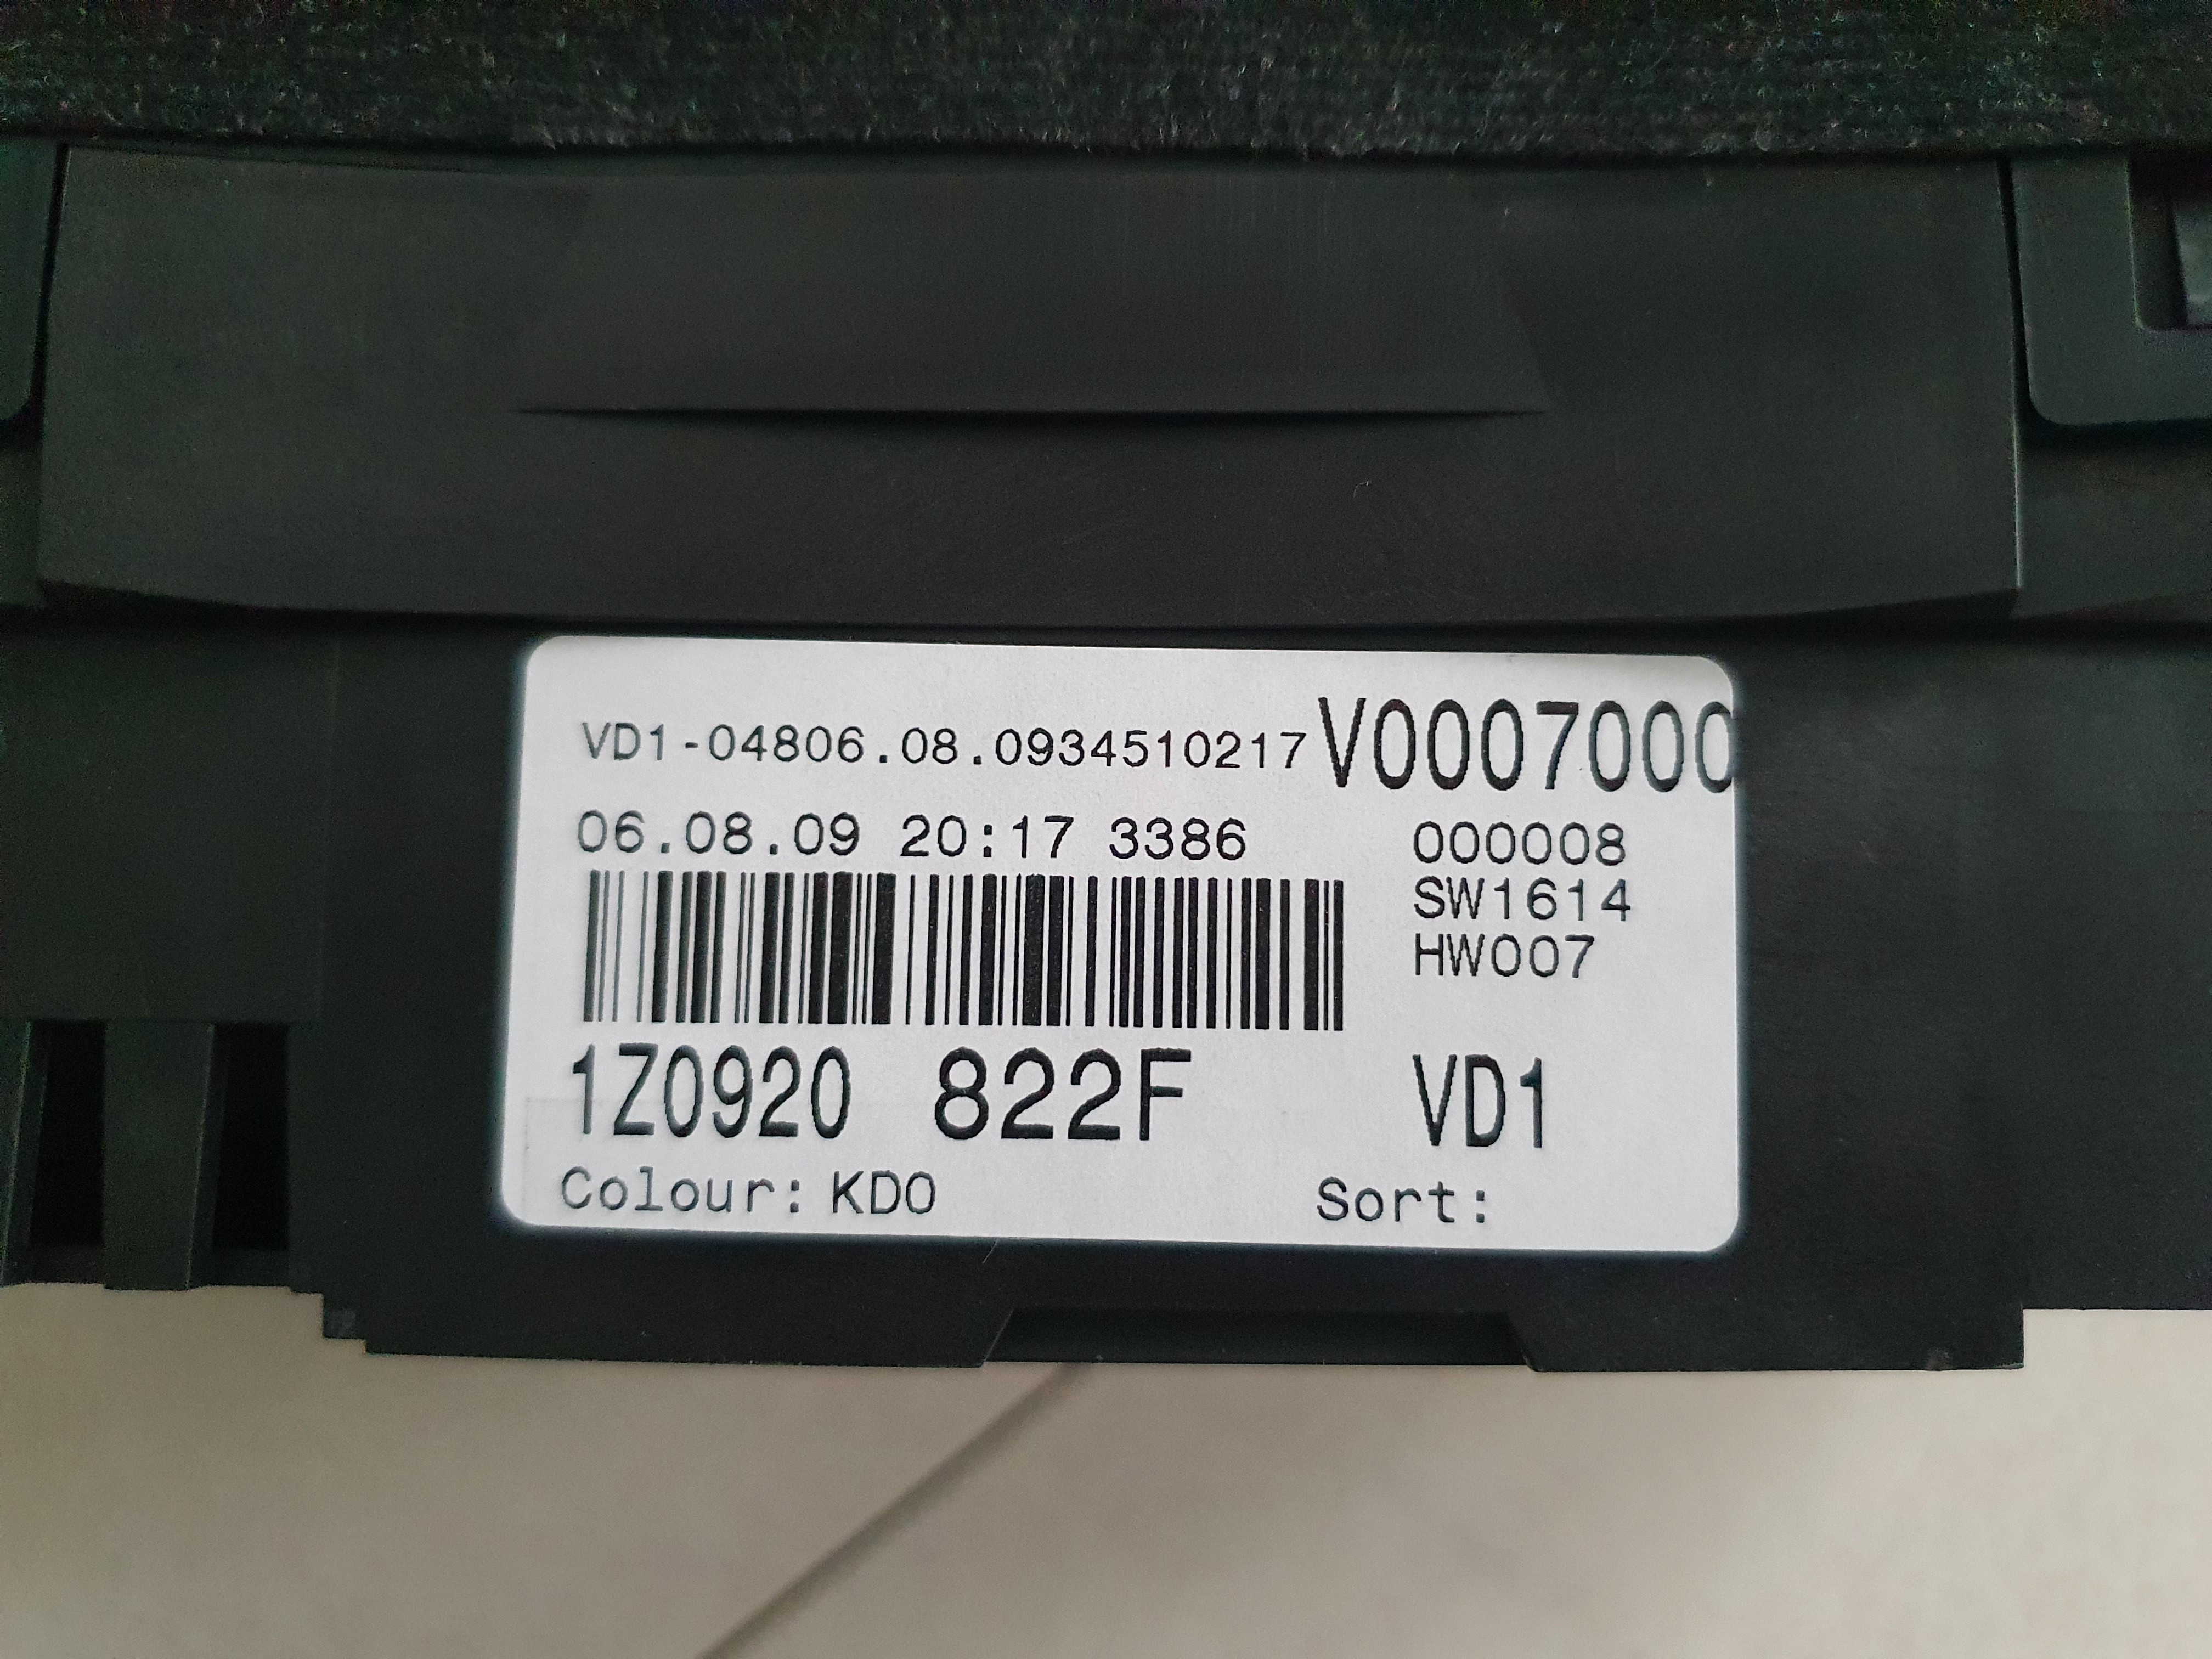 VD1-04806.08.0934510217 V0007000
06.08.09 20:17 3386 000008
SW1614
HW007
1Z0920 822F VD1
Colour: KD0 Sort: